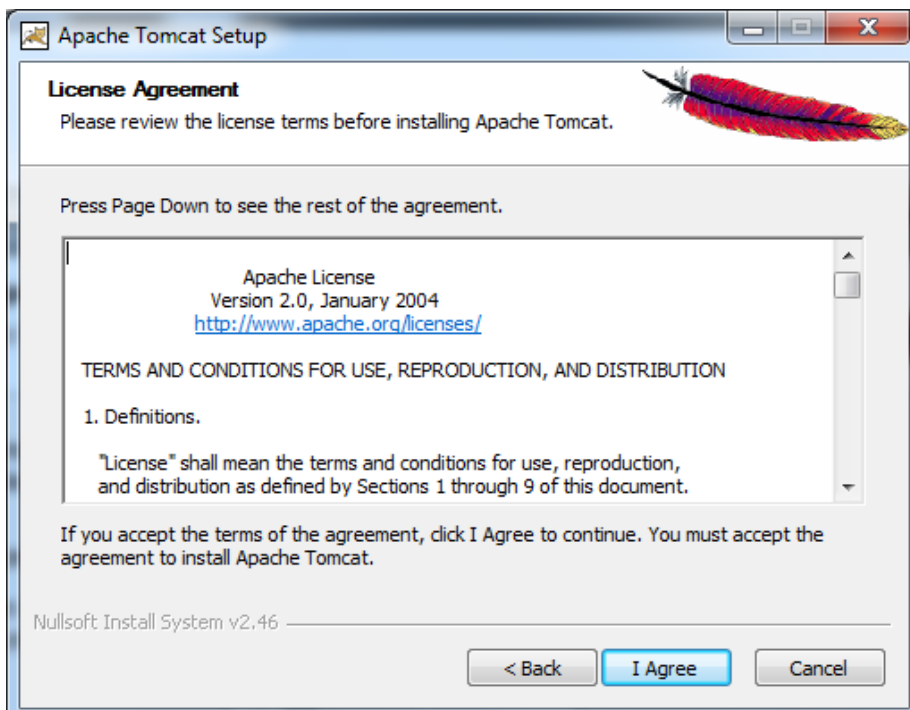 Apache Tomcat Setup
License Agreement
Please review the license terms before installing Apache Tomcat.
Press Page Down to see the rest of the agreement.
Apache License
Version 2.0, January 2004
http://www.apache.org/licenses/
TERMS AND CONDITIONS FOR USE, REPRODUCTION, AND DISTRIBUTION
1. Definitions.
"License" shall mean the terms and conditions for use, reproduction,
and distribution as defined by Sections 1 through 9 of this document.
If you accept the terms of the agreement, click I Agree to continue. You must accept the
agreement to install Apache Tomcat.
Nullsoft Install System v2.46
< Back I Agree Cancel